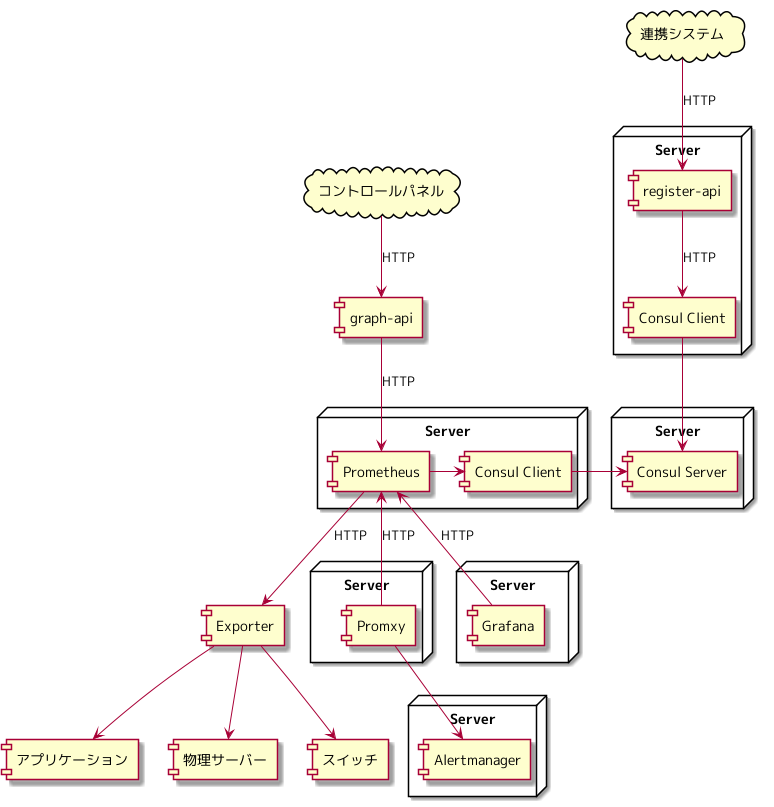 連携システム
HTTP
Server
コントロールパネル
register-api
HTTP
HTTP
graph-api
Consul Client
HTTP
Server
Server
Prometheus
Consul Client
Consul Server
HTTP
HTTP
HTTP
Server
Server
Exporter
Promxy
Grafana
Server
アプリケーション
物理サーバー
スイッチ
Alertmanager